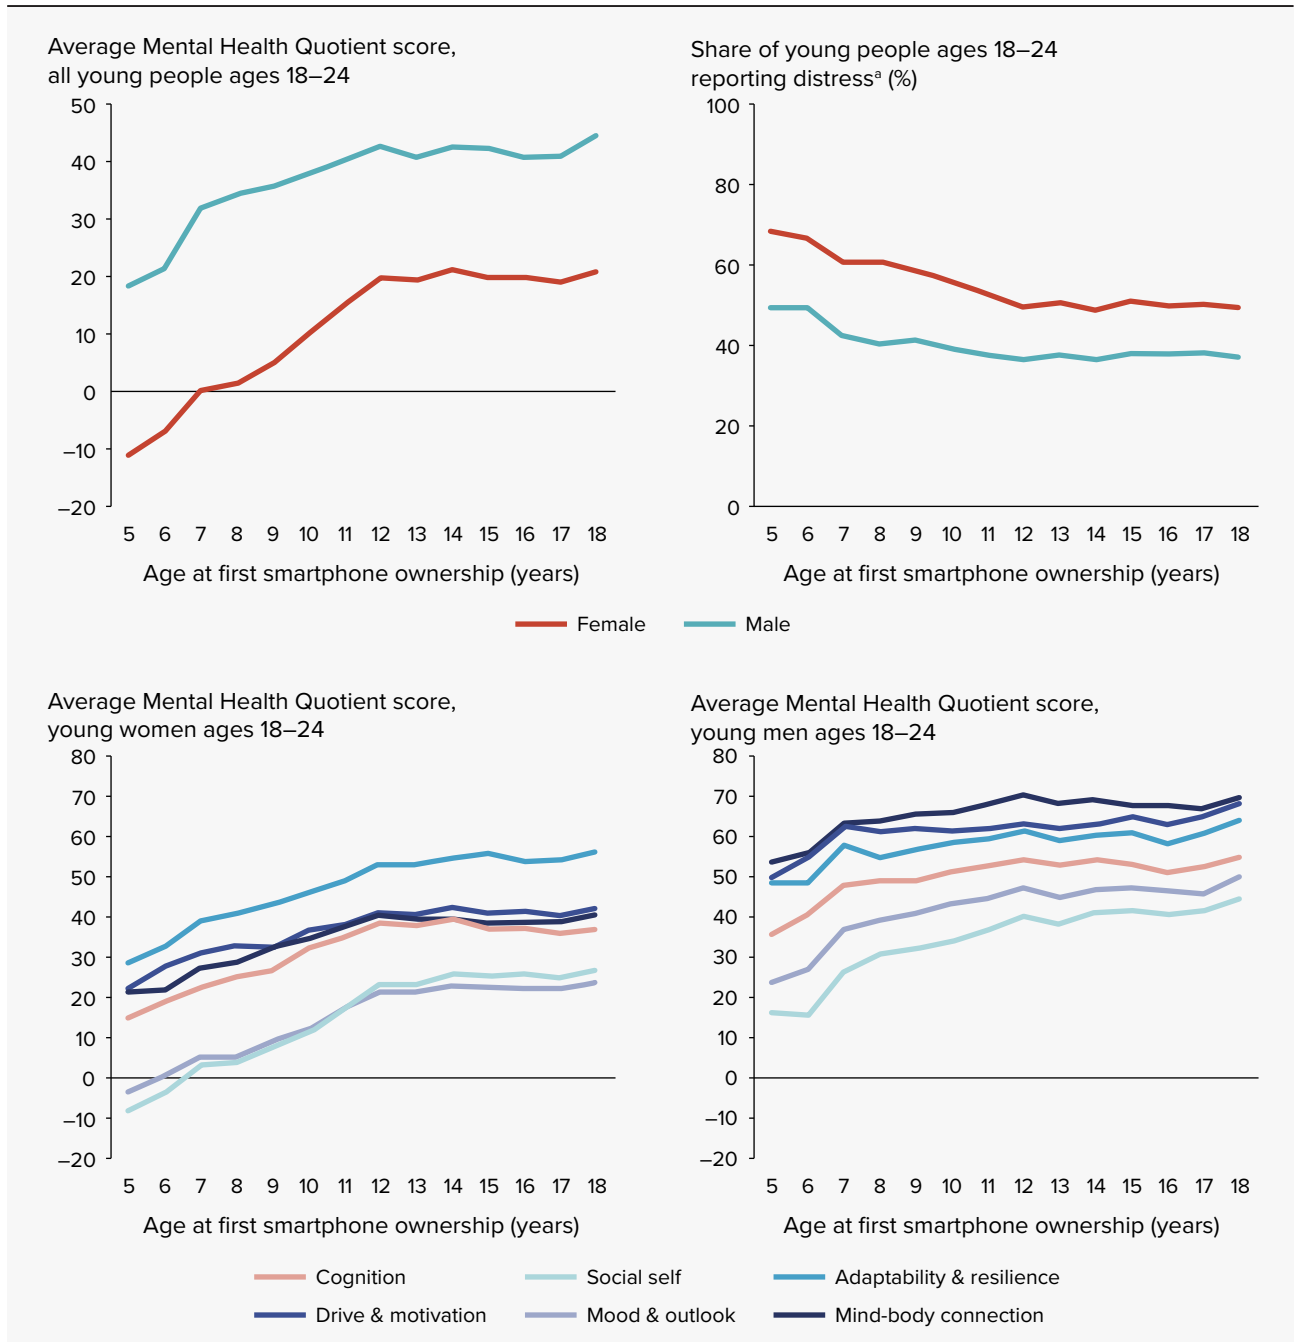 Average Mental Health Quotient score,
all young people ages 18–24
50
40
30
20
10
0
–10
–20
5 6 7 8 9 10 11 12 13 14 15 16 17 18
Age at first smartphone ownership (years)
Share of young people ages 18–24
reporting distressᵃ (%)
100
80
60
40
20
0
5 6 7 8 9 10 11 12 13 14 15 16 17 18
Age at first smartphone ownership (years)
Female Male
Average Mental Health Quotient score,
young women ages 18–24
80
70
60
50
40
30
20
10
0
–10
–20
5 6 7 8 9 10 11 12 13 14 15 16 17 18
Age at first smartphone ownership (years)
Average Mental Health Quotient score,
young men ages 18–24
80
70
60
50
40
30
20
10
0
–10
–20
5 6 7 8 9 10 11 12 13 14 15 16 17 18
Age at first smartphone ownership (years)
Cognition Social self Adaptability & resilience
Drive & motivation Mood & outlook Mind-body connection